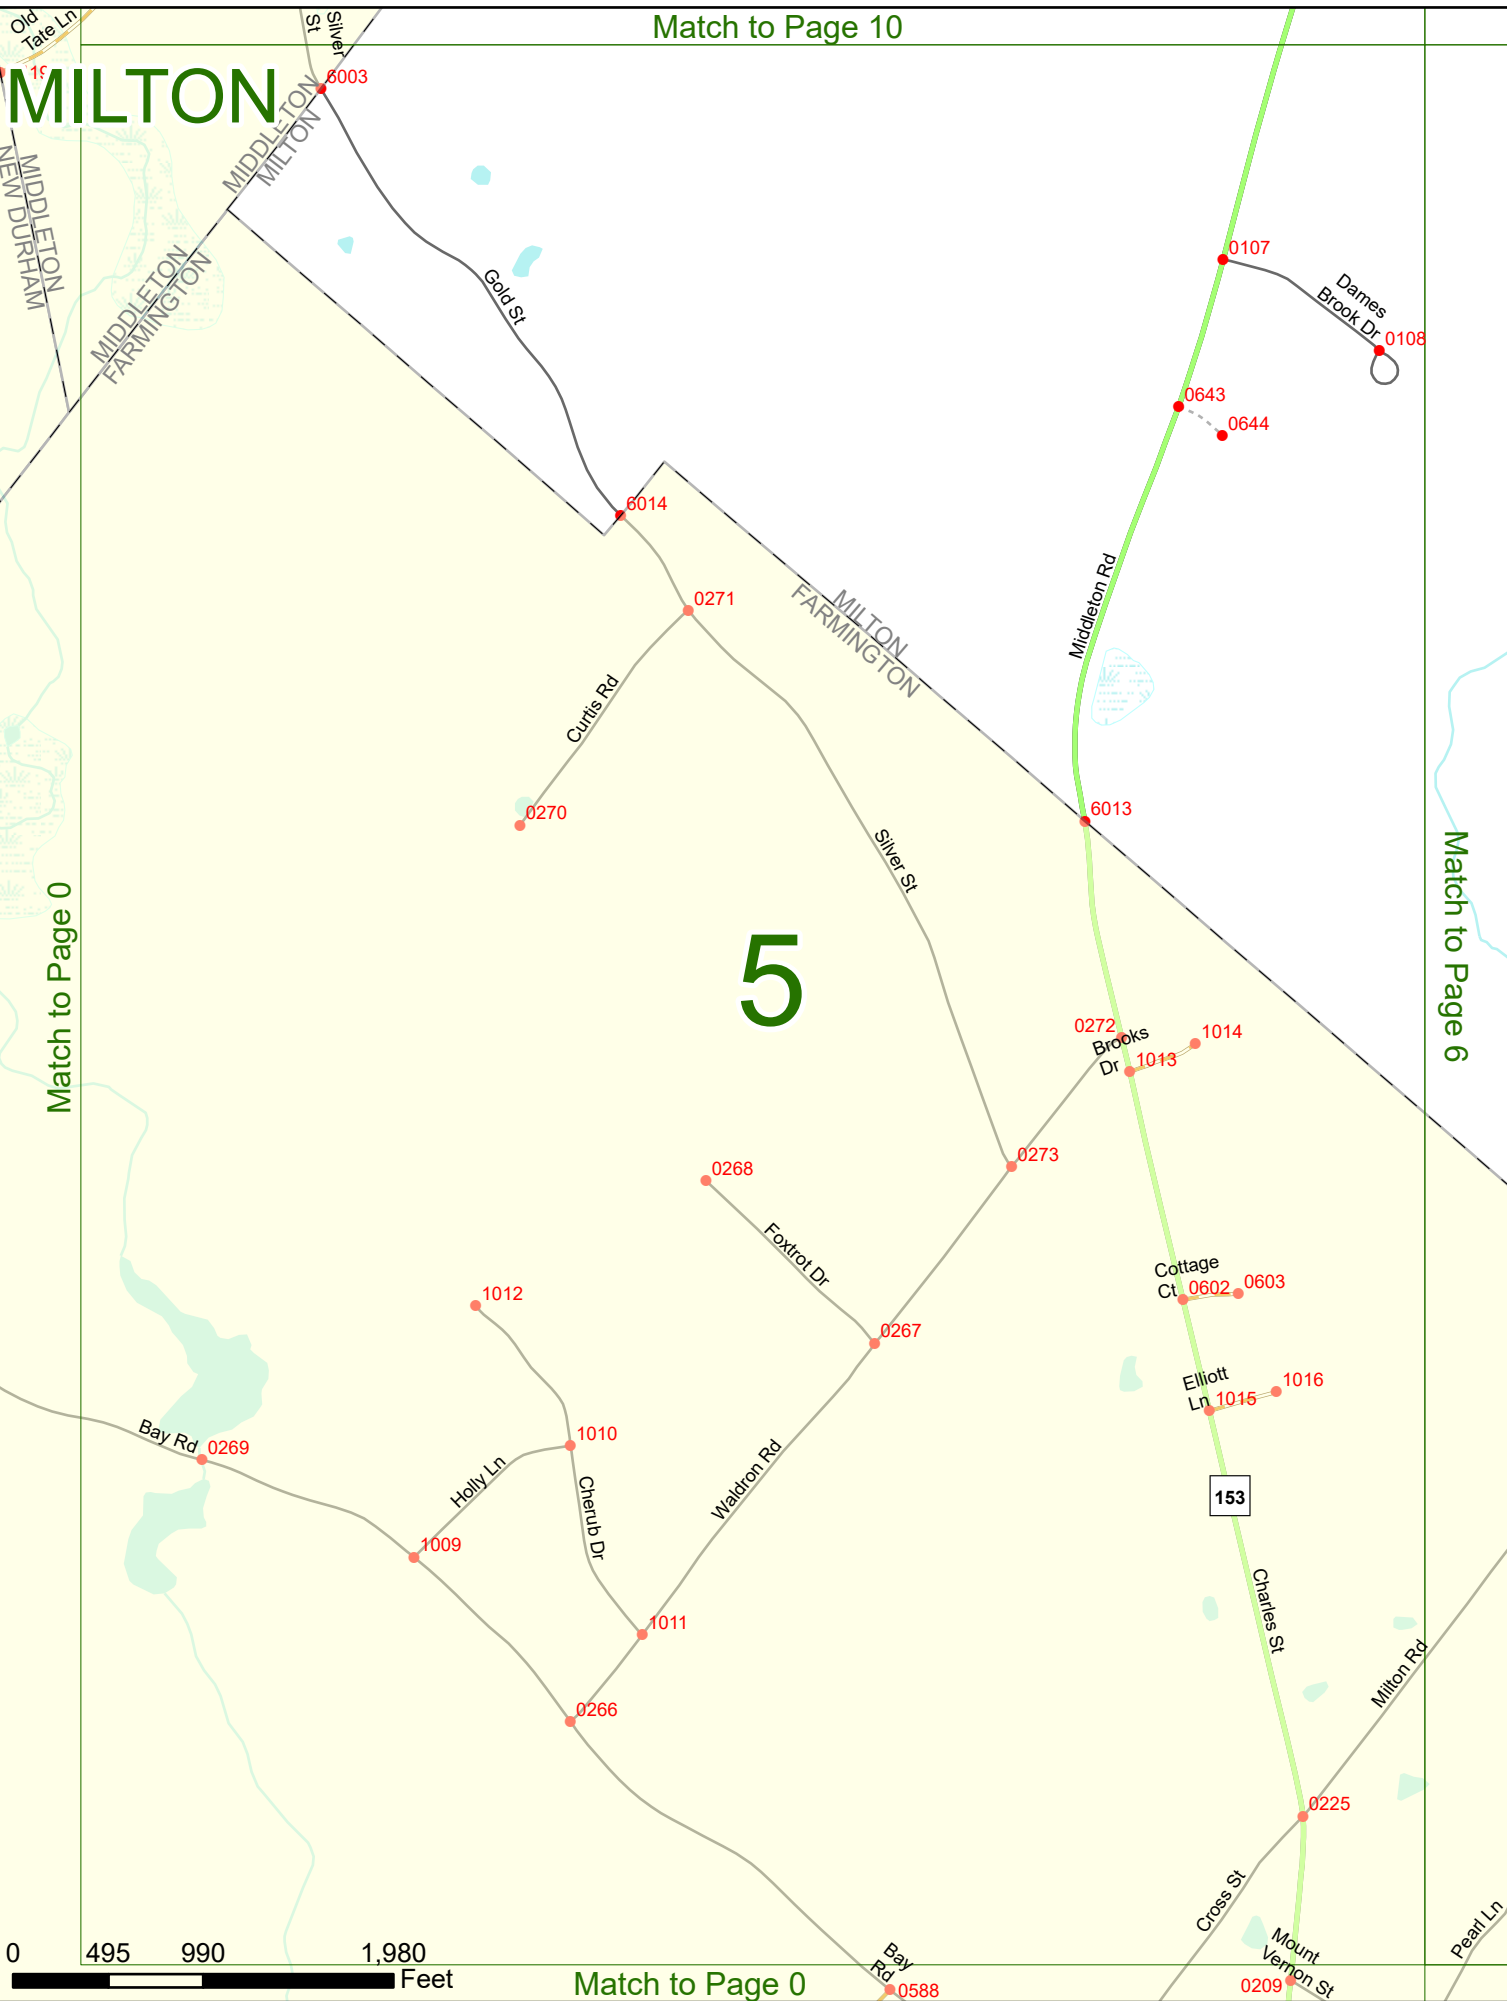 Match to Page 10
Old
Tate Ln
Silver
St
MILTON
6003
MIDDLETON
MILTON
MIDDLETON
NEW DURHAM
MIDDLETON
FARMINGTON
Gold St
0107
Dames
Brook Dr
0108
0643
0644
6014
MILTON
FARMINGTON
Middleton Rd
0271
Curtis Rd
0270
6013
Silver St
Match to Page 0
5
Match to Page 6
0272
Brooks
Dr
1013
1014
0273
0268
Foxtrot Dr
Cottage
Ct
0602
0603
1012
0267
Elliott
Ln
1015
1016
Bay Rd
0269
1010
Holly Ln
Cherub Dr
Waldron Rd
153
1009
Charles St
1011
Milton Rd
0266
0225
Cross St
Mount
Vernon St
Pearl Ln
0209
Bay
Rd
0588
0
495
990
1,980
Feet
Match to Page 0